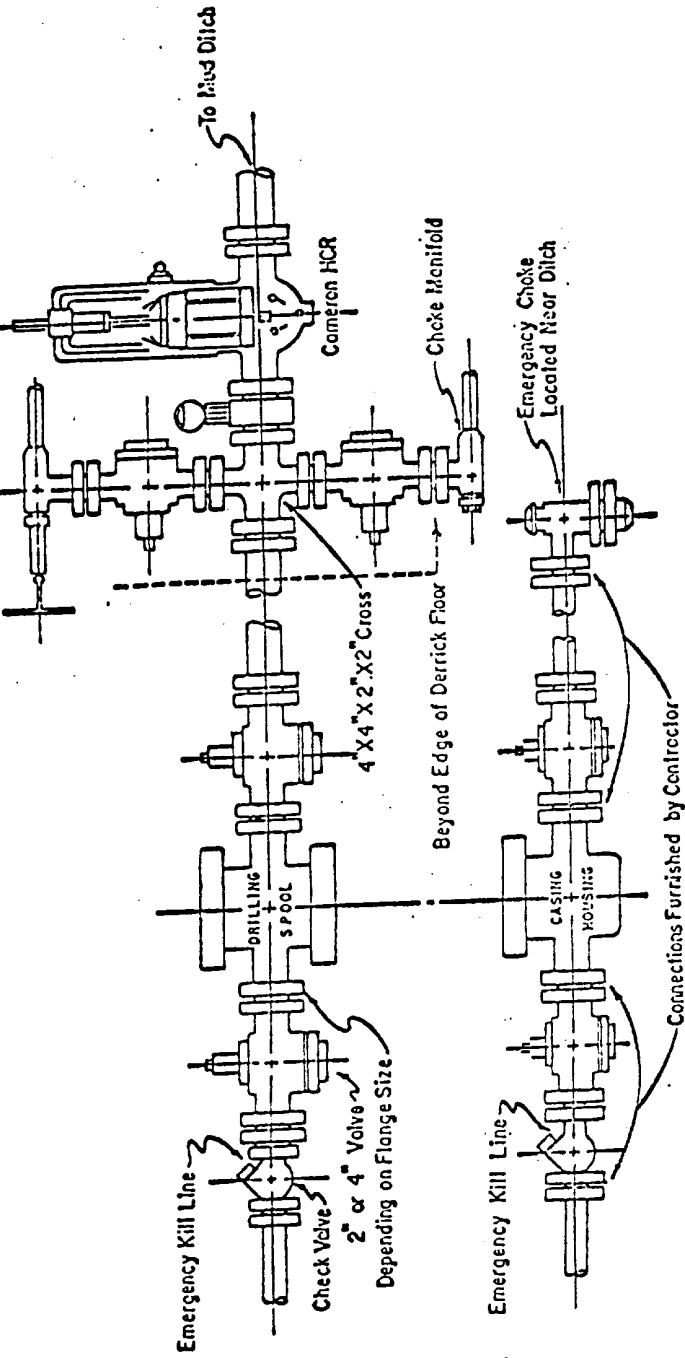 To Mud Ditch
Cameron HCR
Choke Manifold
Emergency Choke
Located Near Ditch
4"X4"X2"X2" Cross
Beyond Edge of Derrick Floor
DRILLING
SPOOL
CASING
HOUSING
Connections Furnished by Contractor
Emergency Kill Line
Check Valve
2" or 4" Valve
Depending on Flange Size
Emergency Kill Line